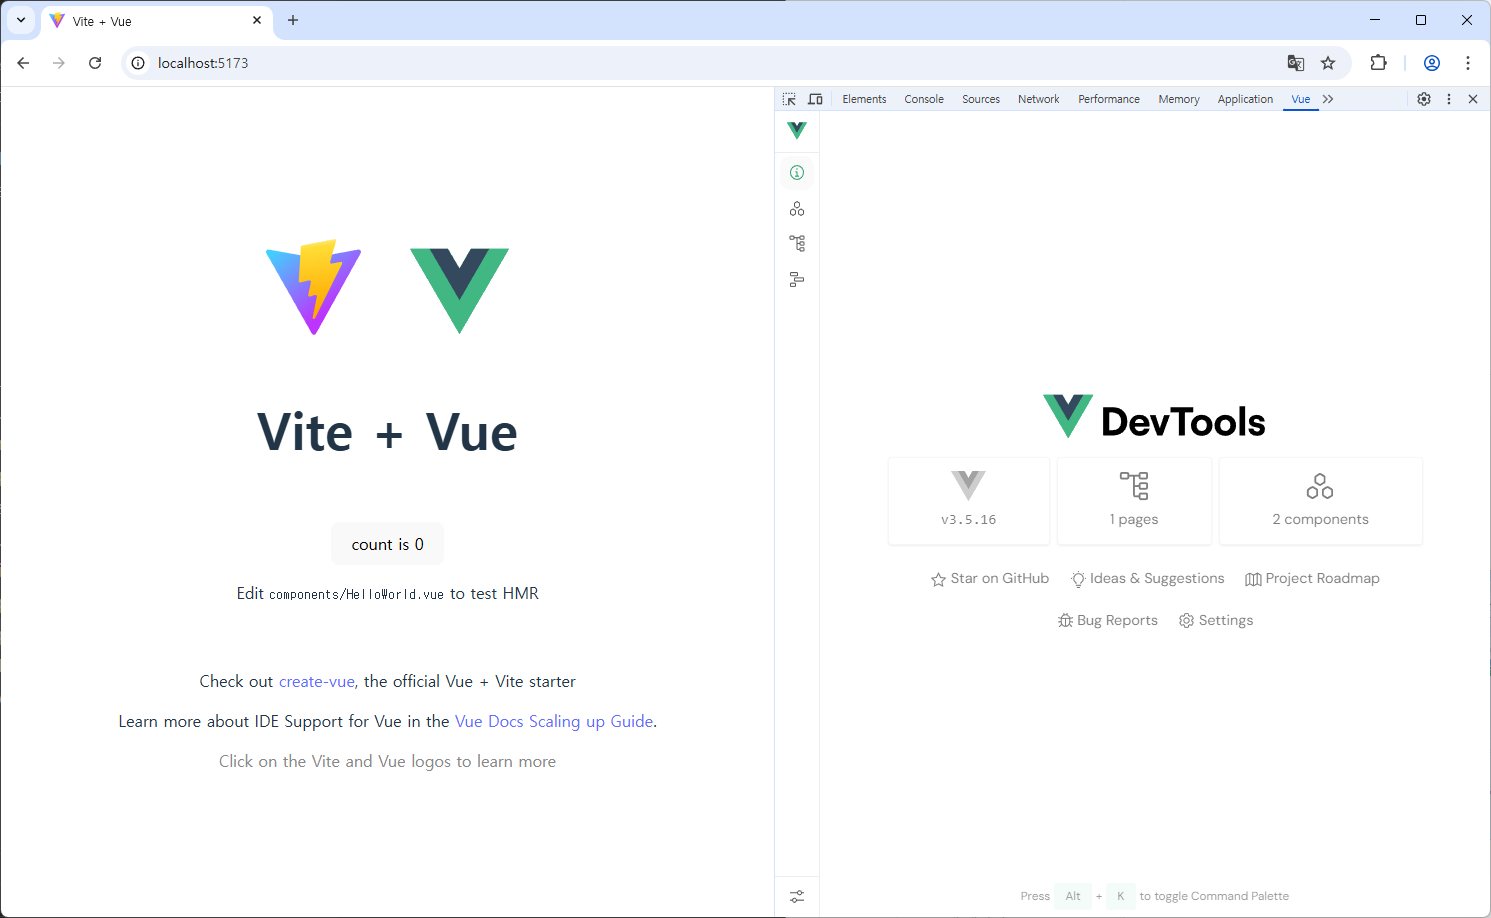 Vite + Vue
localhost:5173
Elements Console Sources Network Performance Memory Application Vue
Vite + Vue
count is 0
Edit components/HelloWorld.vue to test HMR
Check out create-vue, the official Vue + Vite starter
Learn more about IDE Support for Vue in the Vue Docs Scaling up Guide.
Click on the Vite and Vue logos to learn more
DevTools
v3.5.16
1 pages
2 components
Star on GitHub Ideas & Suggestions Project Roadmap
Bug Reports Settings
Press Alt + K to toggle Command Palette